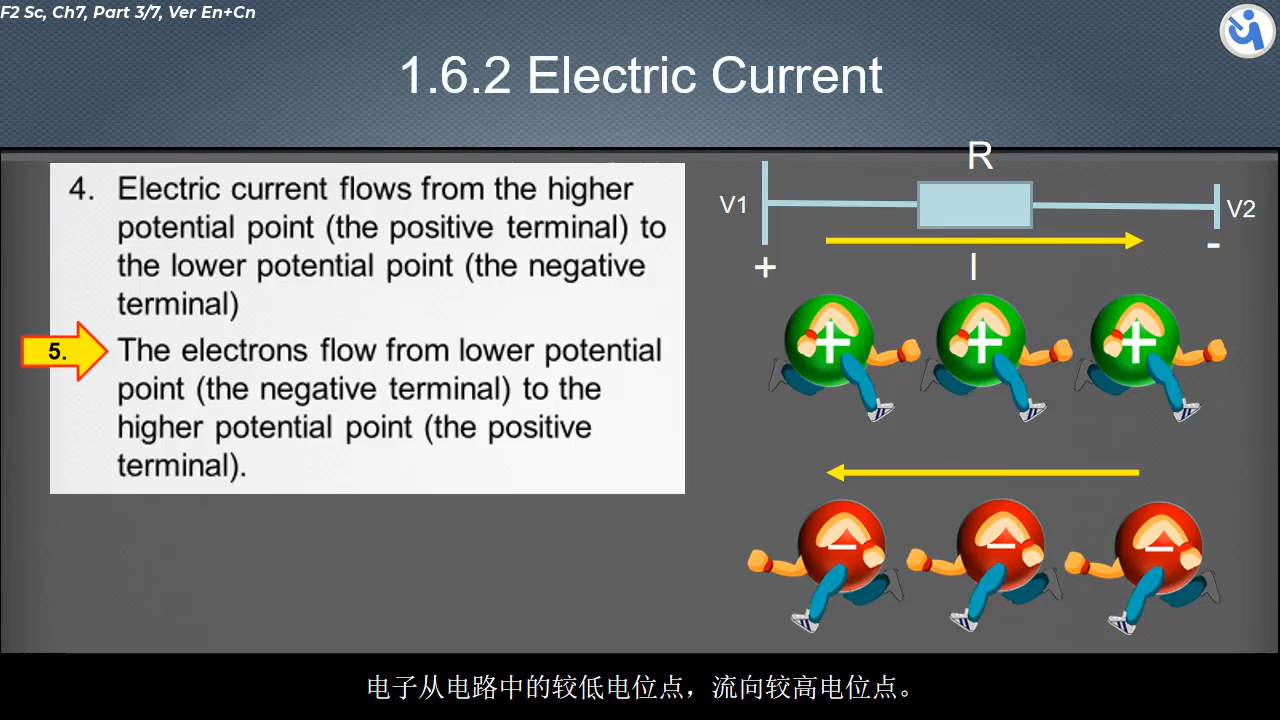 F2 Sc, Ch7, Part 3/7, Ver En+Cn
1.6.2 Electric Current
4. Electric current flows from the higher
potential point (the positive terminal) to
the lower potential point (the negative
terminal)
5. The electrons flow from lower potential
point (the negative terminal) to the
higher potential point (the positive
terminal).
R
V1
V2
+
I
-
+
+
+
−
−
−
电子从电路中的较低电位点，流向较高电位点。